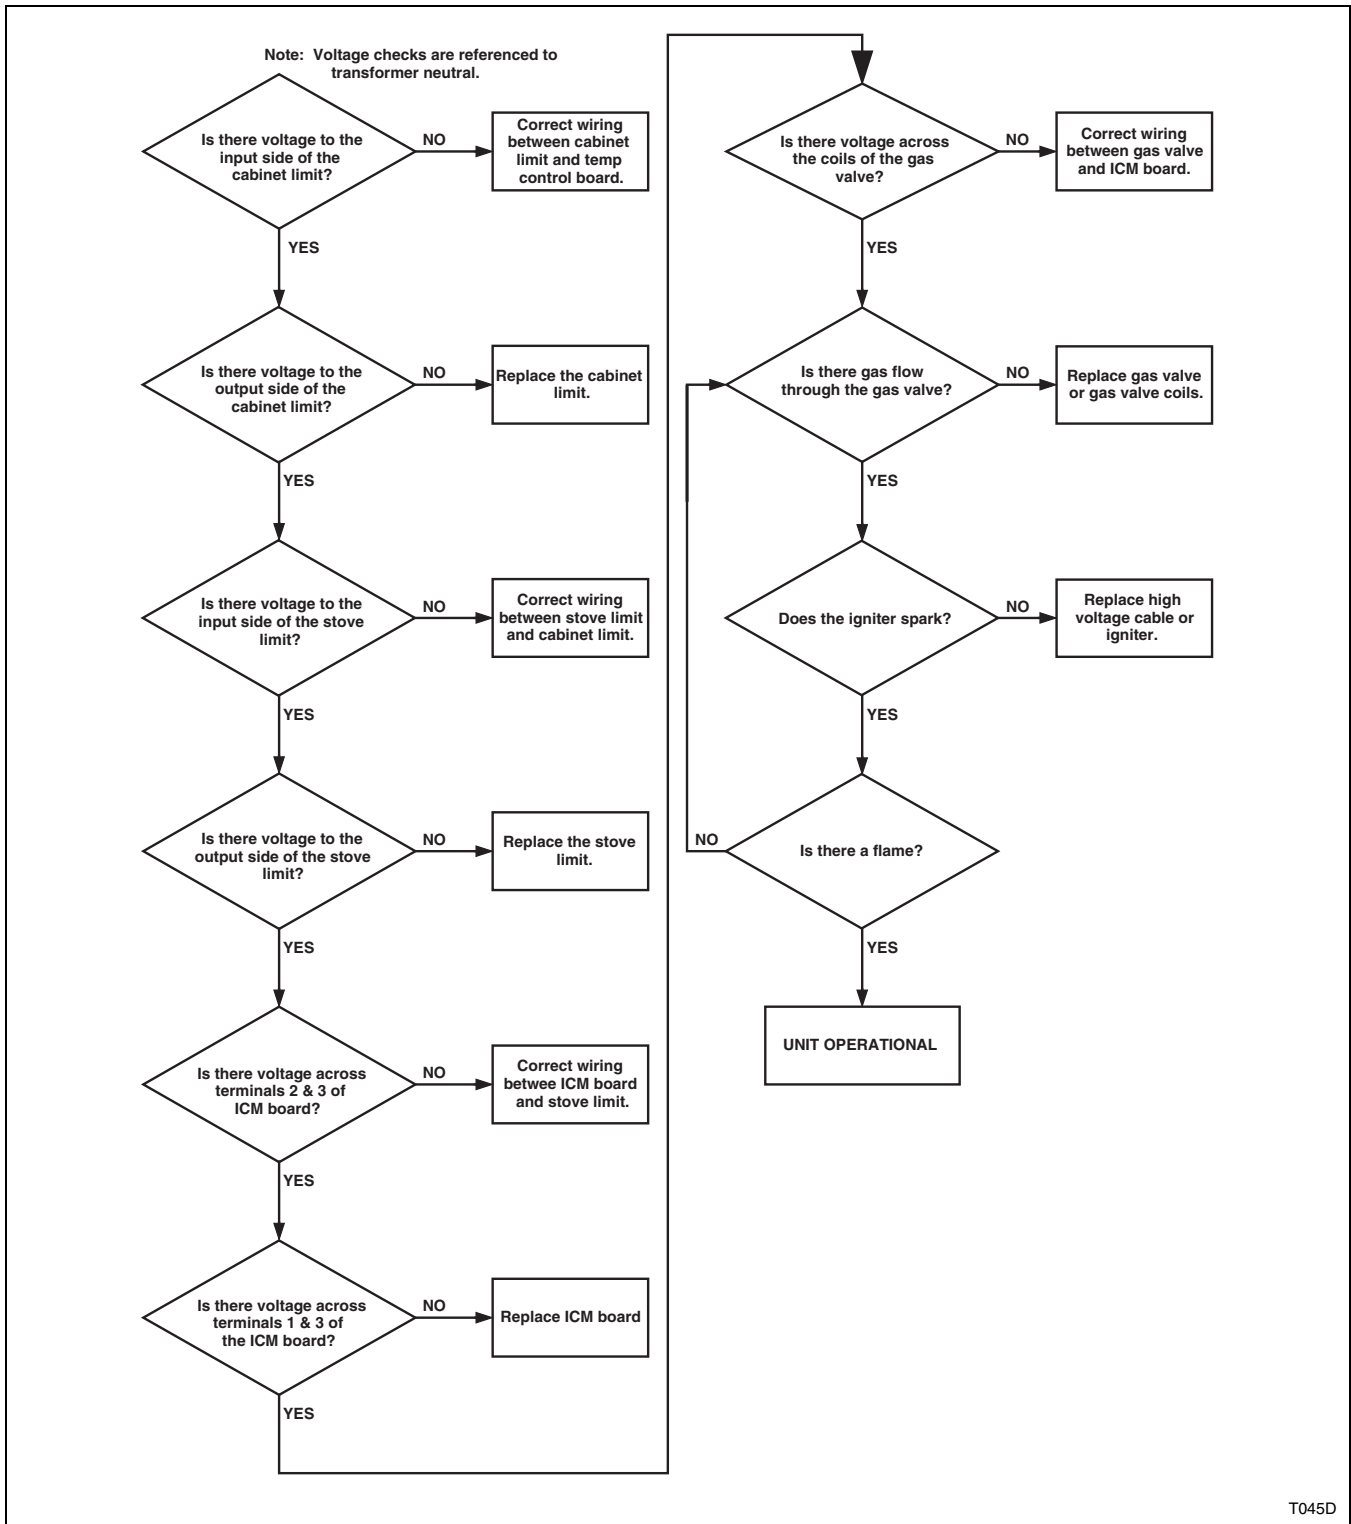 Note: Voltage checks are referenced to
transformer neutral.
Is there voltage to the
input side of the
cabinet limit?
NO
Correct wiring
between cabinet
limit and temp
control board.
YES
Is there voltage to the
output side of the
cabinet limit?
NO
Replace the cabinet
limit.
YES
Is there voltage to the
input side of the stove
limit?
NO
Correct wiring
between stove limit
and cabinet limit.
YES
Is there voltage to the
output side of the stove
limit?
NO
Replace the stove
limit.
YES
Is there voltage across
terminals 2 & 3 of
ICM board?
NO
Correct wiring
betwee ICM board
and stove limit.
YES
Is there voltage across
terminals 1 & 3 of
the ICM board?
NO
Replace ICM board
YES
Is there voltage across
the coils of the gas
valve?
NO
Correct wiring
between gas valve
and ICM board.
YES
Is there gas flow
through the gas valve?
NO
Replace gas valve
or gas valve coils.
YES
Does the igniter spark?
NO
Replace high
voltage cable or
igniter.
YES
Is there a flame?
NO
YES
UNIT OPERATIONAL
T045D